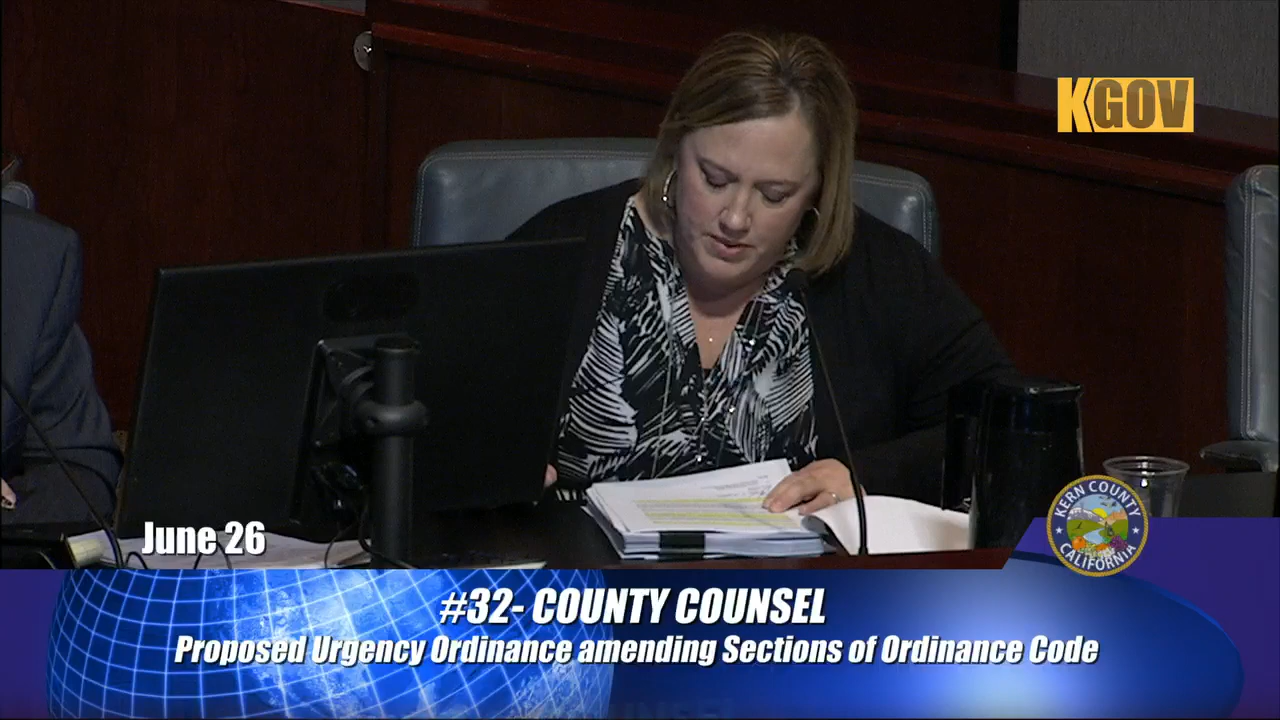 KGOV
June 26
KERN COUNTY
CALIFORNIA
#32- COUNTY COUNSEL
Proposed Urgency Ordinance amending Sections of Ordinance Code